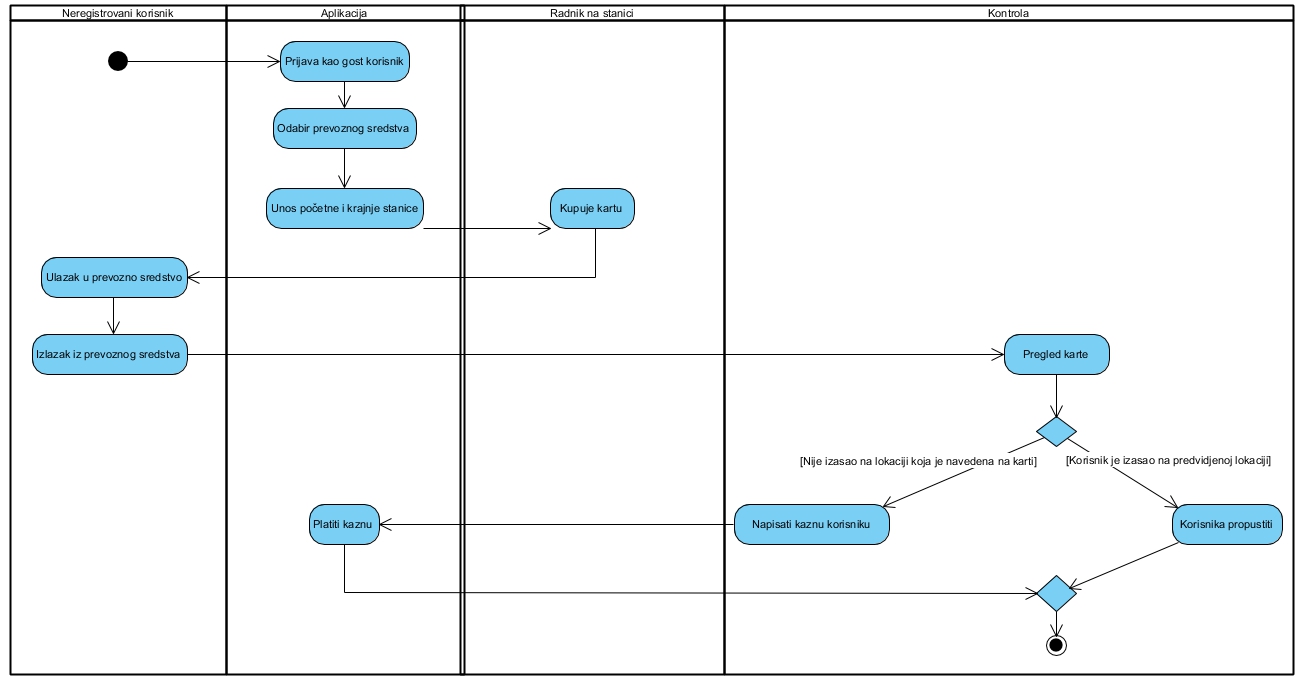 Neregistrovani korisnik
Aplikacija
Radnik na stanici
Kontrola
Prijava kao gost korisnik
Odabir prevoznog sredstva
Unos početne i krajnje stanice
Kupuje kartu
Ulazak u prevozno sredstvo
Izlazak iz prevoznog sredstva
Pregled karte
[Nije izasao na lokaciji koja je navedena na karti]
[Korisnik je izasao na predvidjenoj lokaciji]
Platiti kaznu
Napisati kaznu korisniku
Korisnika propustiti